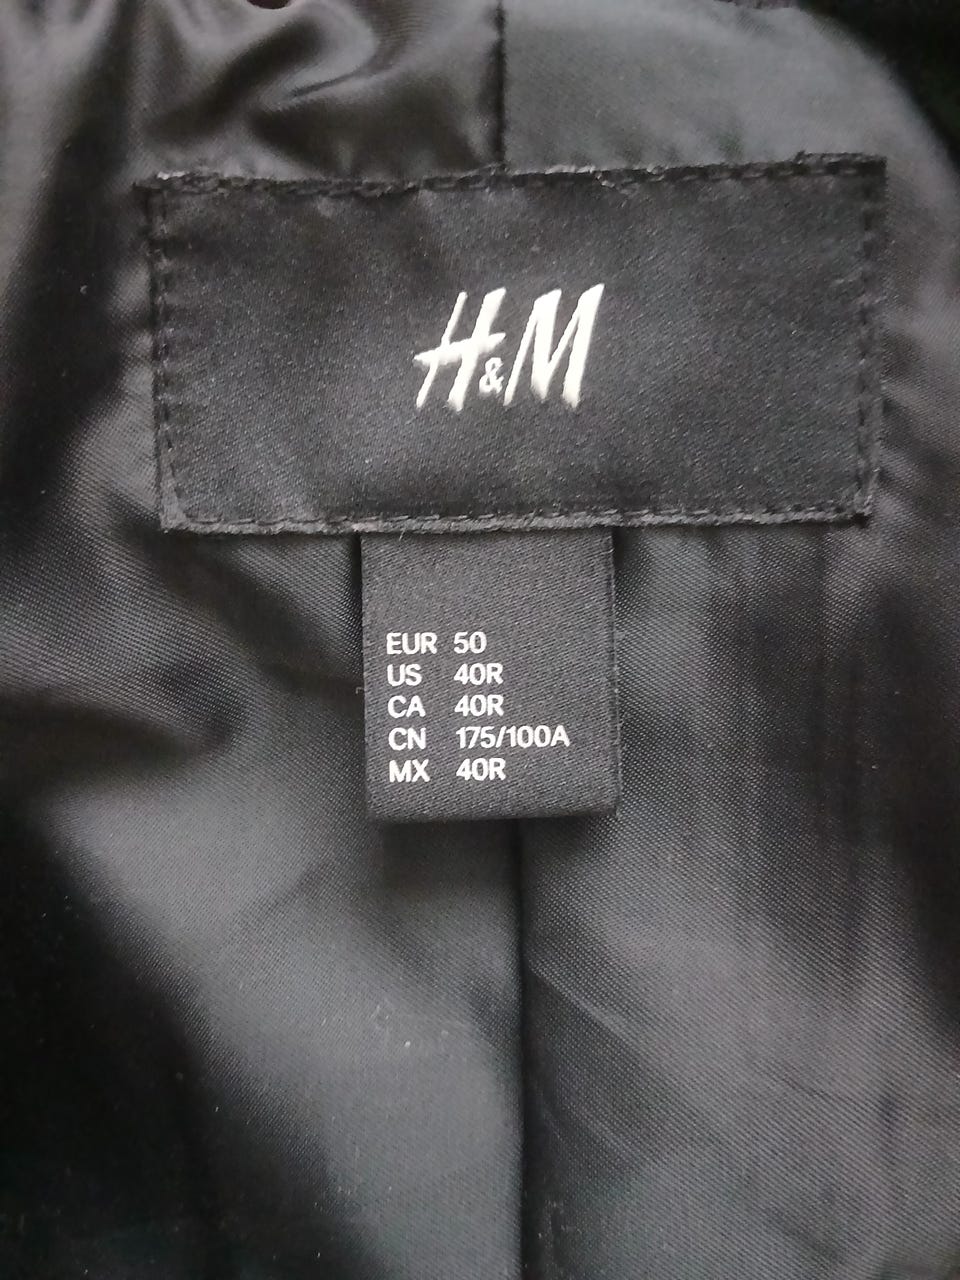 H&M
EUR 50
US 40R
CA 40R
CN 175/100A
MX 40R